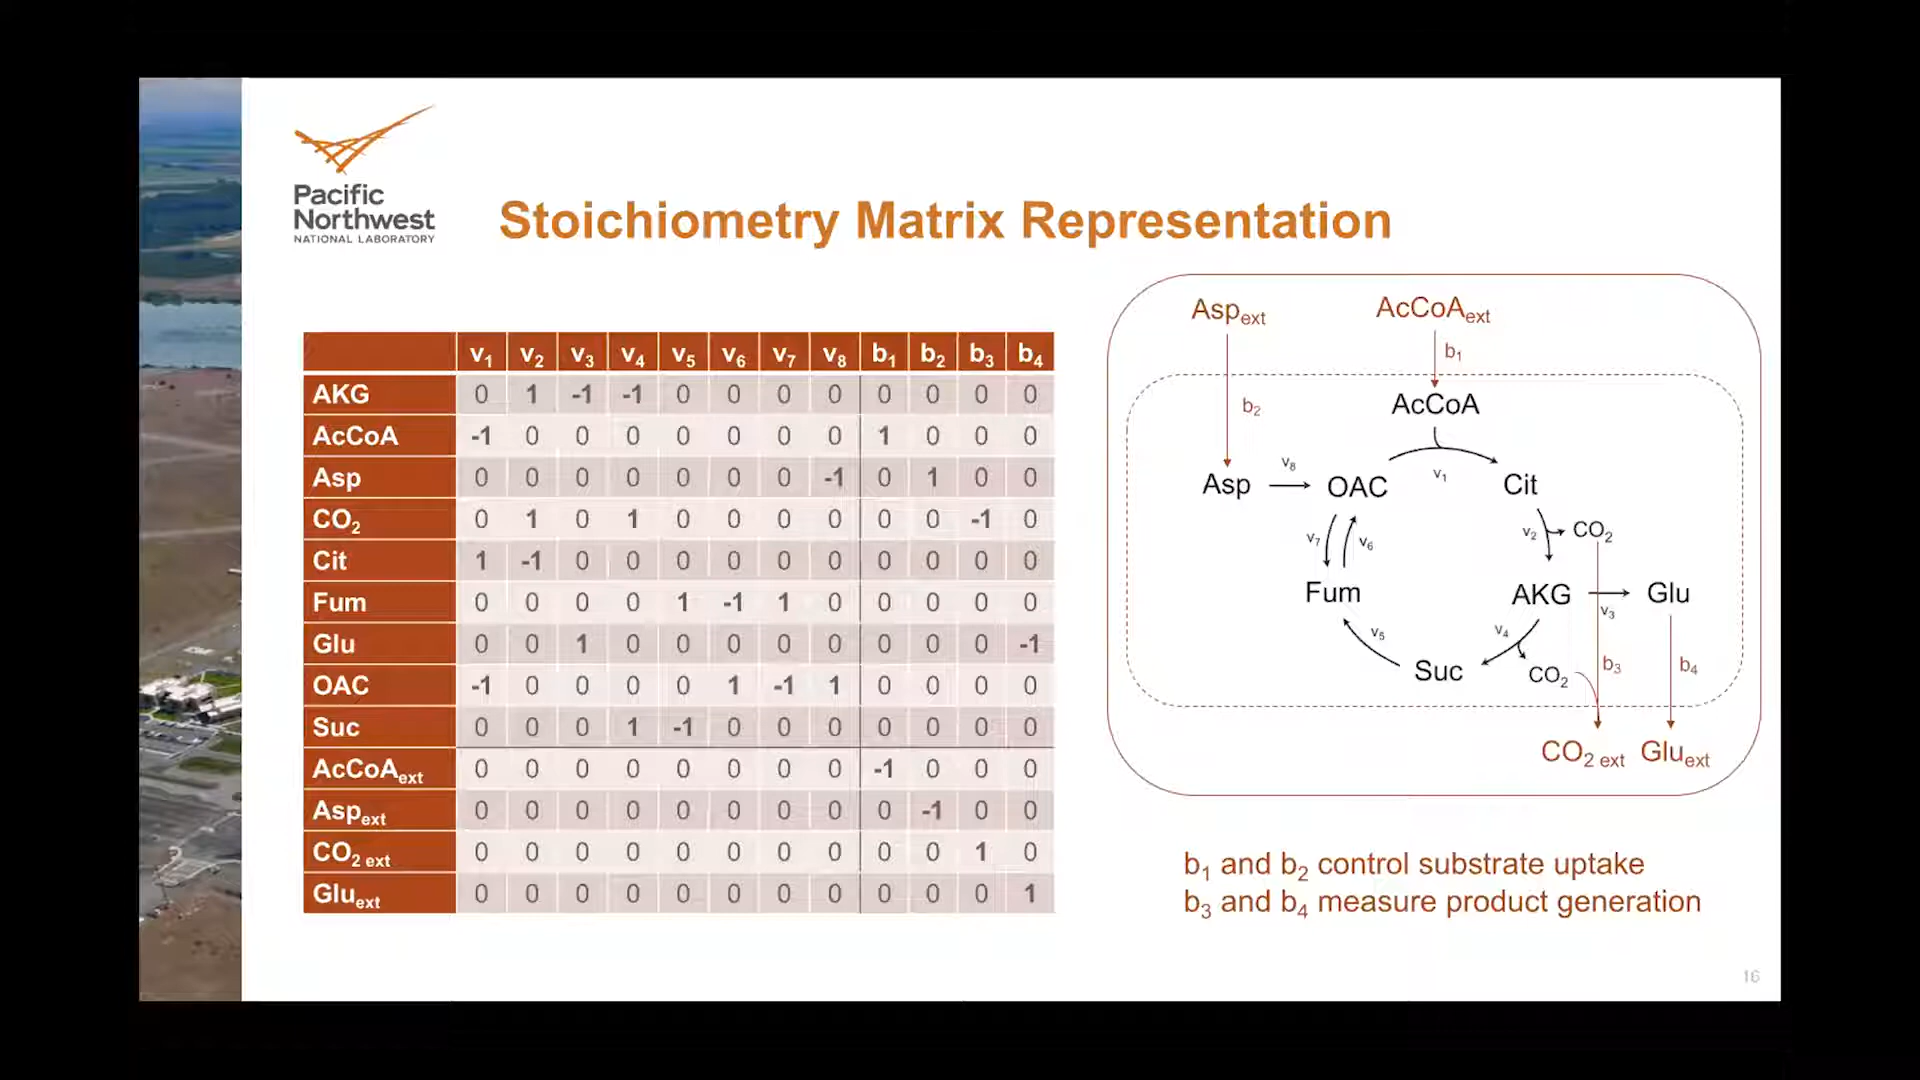 Pacific
Northwest
NATIONAL LABORATORY
Stoichiometry Matrix Representation
v1 v2 v3 v4 v5 v6 v7 v8 b1 b2 b3 b4
AKG 0 1 -1 -1 0 0 0 0 0 0 0 0
AcCoA -1 0 0 0 0 0 0 0 1 0 0 0
Asp 0 0 0 0 0 0 0 -1 0 1 0 0
CO2 0 1 0 1 0 0 0 0 0 0 -1 0
Cit 1 -1 0 0 0 0 0 0 0 0 0 0
Fum 0 0 0 0 1 -1 1 0 0 0 0 0
Glu 0 0 1 0 0 0 0 0 0 0 0 -1
OAC -1 0 0 0 0 1 -1 1 0 0 0 0
Suc 0 0 0 1 -1 0 0 0 0 0 0 0
AcCoAext 0 0 0 0 0 0 0 0 -1 0 0 0
Aspext 0 0 0 0 0 0 0 0 0 -1 0 0
CO2 ext 0 0 0 0 0 0 0 0 0 0 1 0
Gluext 0 0 0 0 0 0 0 0 0 0 0 1
Aspext AcCoAext
b1
b2 AcCoA
v8 v1
Asp OAC Cit
v7 v6 v2 CO2
Fum AKG Glu
v3
v5 v4
Suc CO2 b3 b4
CO2 ext Gluext
b1 and b2 control substrate uptake
b3 and b4 measure product generation
16